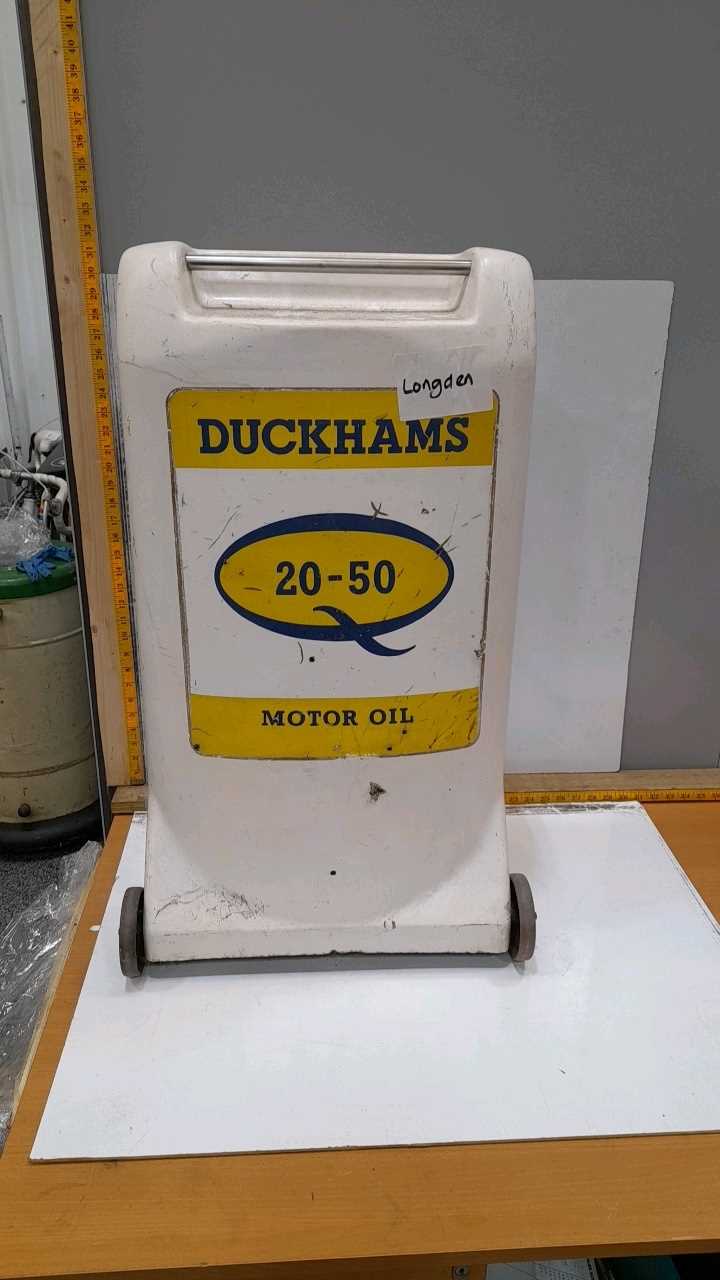 Longden
DUCKHAMS
20-50
MOTOR OIL